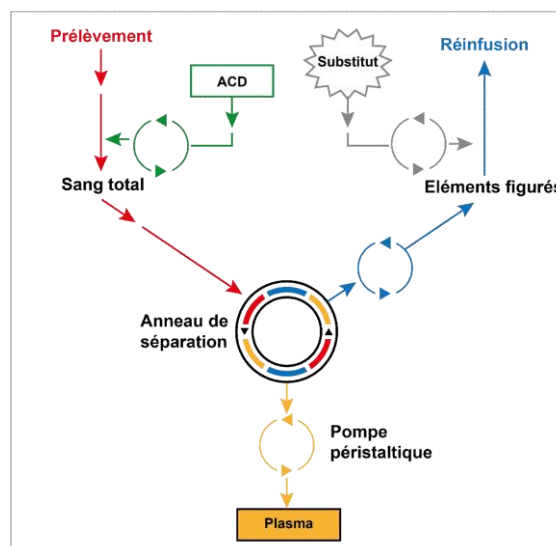 Prélèvement
ACD
Substitut
Réinfusion
Sang total
Eléments figurés
Anneau de
séparation
Pompe
péristaltique
Plasma